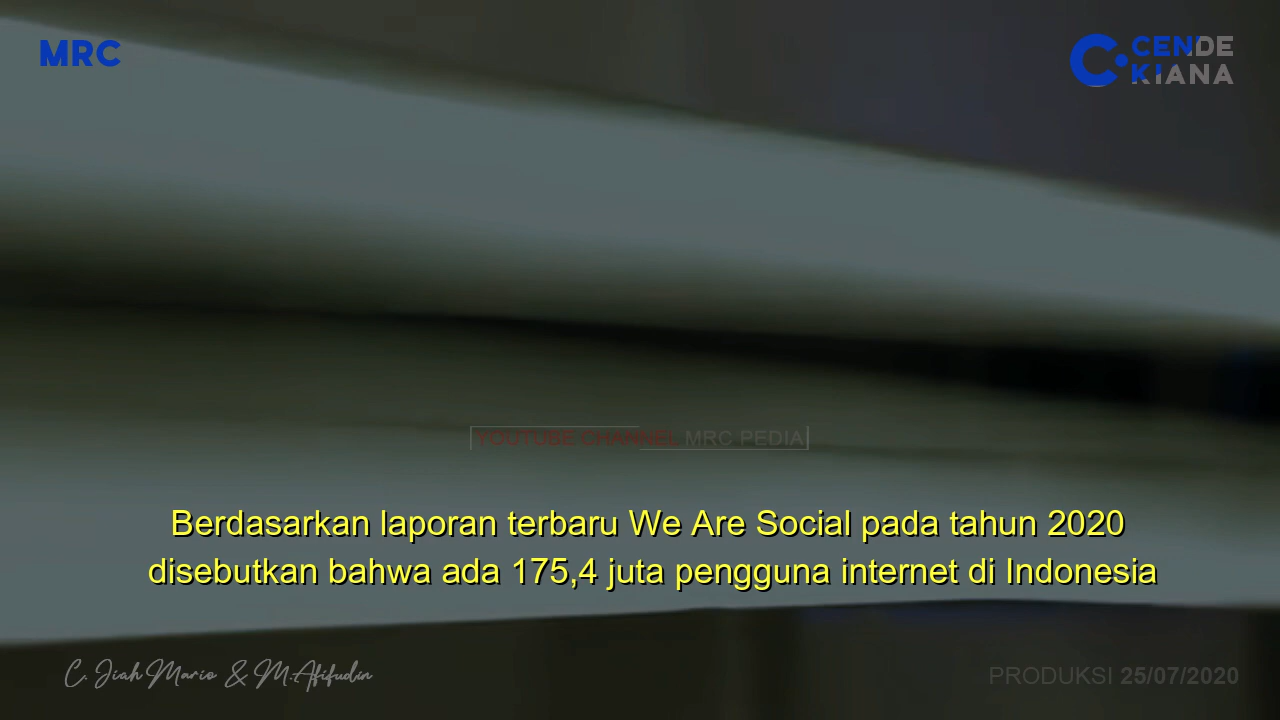 MRC
CENDE
KIANA
YOUTUBE CHANNEL MRC PEDIA
Berdasarkan laporan terbaru We Are Social pada tahun 2020
disebutkan bahwa ada 175,4 juta pengguna internet di Indonesia
C. Jiah Mario & M.Afifudin
PRODUKSI 25/07/2020